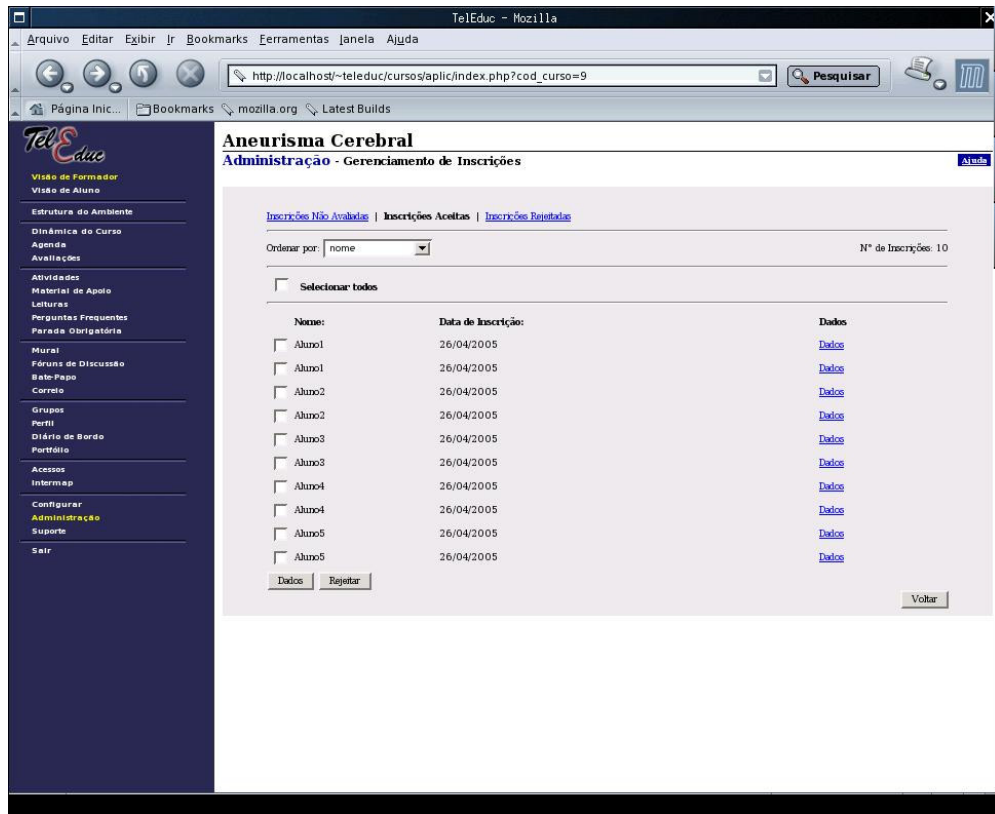 TelEduc - Mozilla
Arquivo Editar Exibir Ir Bookmarks Ferramentas Janela Ajuda
http://localhost/~teleduc/cursos/aplic/index.php?cod_curso=9
Pesquisar
Página Inic... Bookmarks mozilla.org Latest Builds
TelEduc
Visão de Formador
Visão de Aluno
Estrutura do Ambiente
Dinâmica do Curso
Agenda
Avaliações
Atividades
Material de Apoio
Leituras
Perguntas Frequentes
Parada Obrigatória
Mural
Fóruns de Discussão
Bate-Papo
Correio
Grupos
Perfil
Diário de Bordo
Portfólio
Acessos
Intermap
Configurar
Administração
Suporte
Sair
Aneurisma Cerebral
Administração - Gerenciamento de Inscrições
Ajuda
Inscrições Não Avaliadas | Inscrições Aceitas | Inscrições Rejeitadas
Ordenar por: nome N° de Inscrições: 10
Selecionar todos
Nome: Data de Inscrição: Dados
Aluno1 26/04/2005 Dados
Aluno1 26/04/2005 Dados
Aluno2 26/04/2005 Dados
Aluno2 26/04/2005 Dados
Aluno3 26/04/2005 Dados
Aluno3 26/04/2005 Dados
Aluno4 26/04/2005 Dados
Aluno4 26/04/2005 Dados
Aluno5 26/04/2005 Dados
Aluno5 26/04/2005 Dados
Dados Rejeitar
Voltar